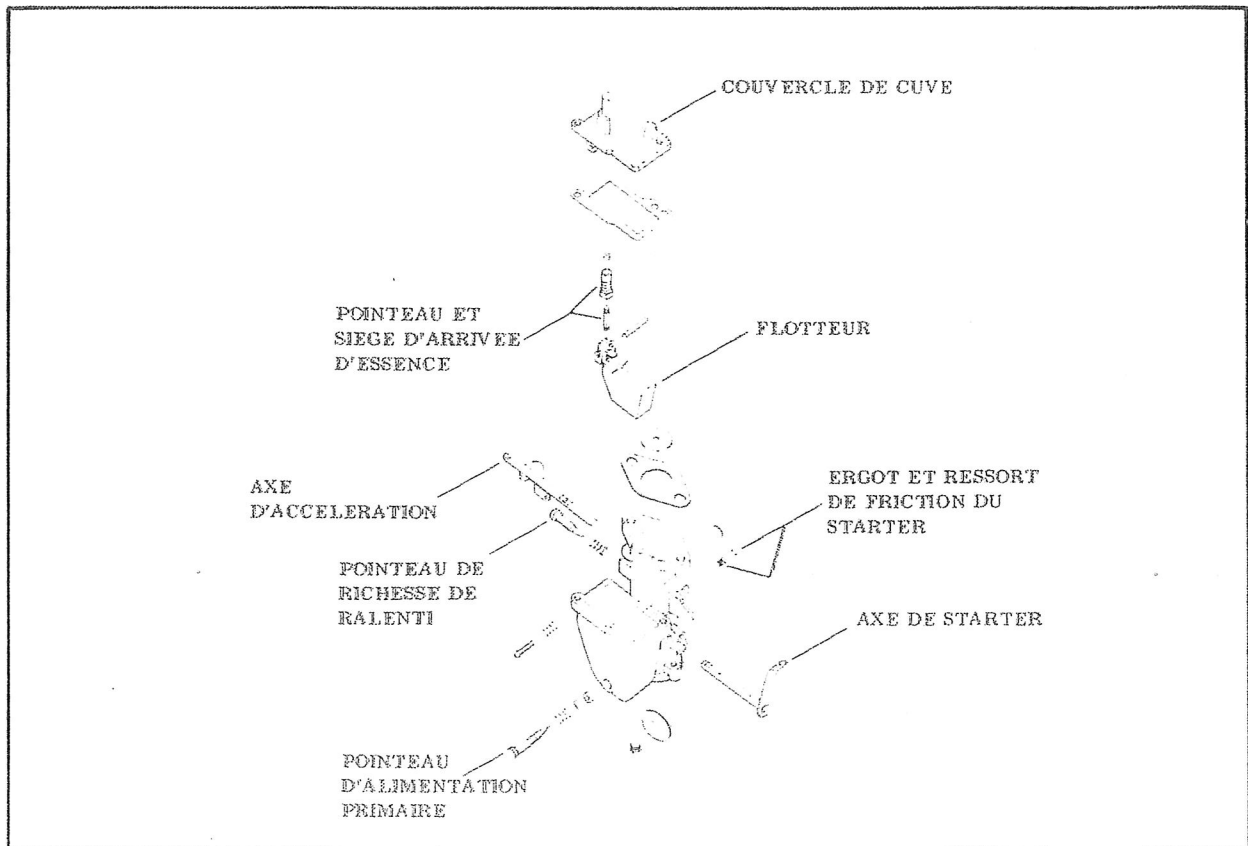 COUVERCLE DE CUVE
POINTEAU ET
SIEGE D'ARRIVEE
D'ESSENCE
FLOTTEUR
AXE
D'ACCELERATION
ERGOT ET RESSORT
DE FRICTION DU
STARTER
POINTEAU DE
RICHESSE DE
RALENTI
AXE DE STARTER
POINTEAU
D'ALIMENTATION
PRIMAIRE